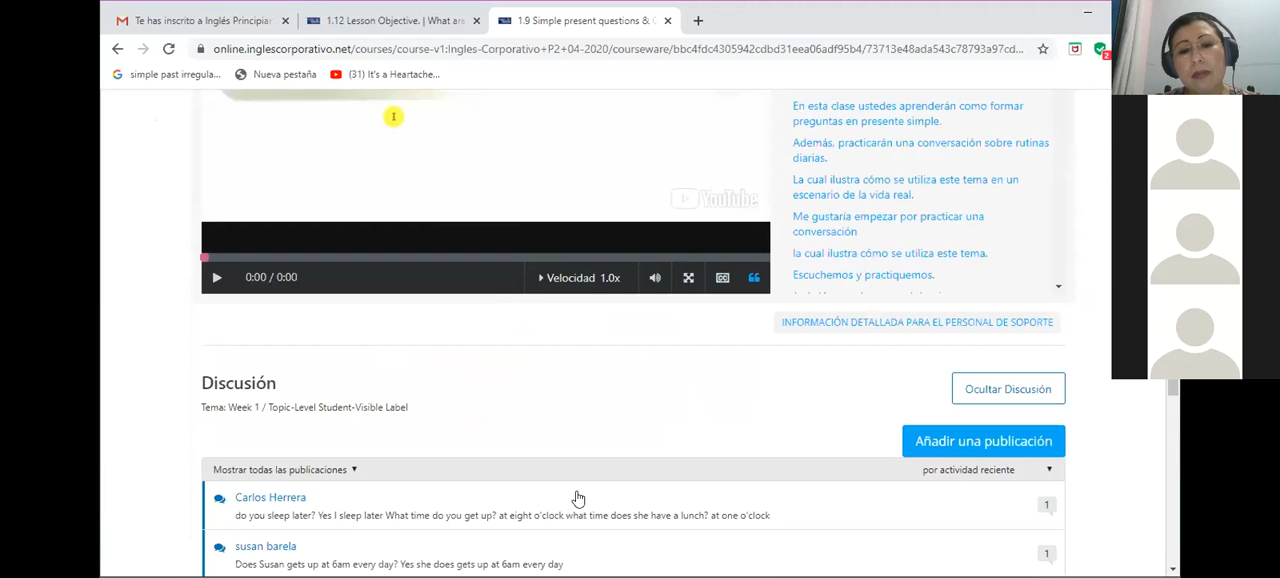 Te has inscrito a Inglés Principian
1.12 Lesson Objective. | What are
1.9 Simple present questions & C
online.inglescorporativo.net/courses/course-v1:Ingles-Corporativo+P2+04-2020/courseware/bbc4fdc4305942cdbd31eea06adf95b4/73713e48ada543c78793a97cd...
simple past irregula...
Nueva pestaña
(31) It's a Heartache...
2
En esta clase ustedes aprenderán como formar
preguntas en presente simple.
Además, practicarán una conversación sobre rutinas
diarias.
La cual ilustra cómo se utiliza este tema en un
escenario de la vida real.
Me gustaría empezar por practicar una
conversación
la cual ilustra cómo se utiliza este tema.
Escuchemos y practiquemos.
YouTube
0:00 / 0:00
Velocidad 1.0x
INFORMACIÓN DETALLADA PARA EL PERSONAL DE SOPORTE
Discusión
Ocultar Discusión
Tema: Week 1 / Topic-Level Student-Visible Label
Añadir una publicación
Mostrar todas las publicaciones
por actividad reciente
Carlos Herrera
1
do you sleep later? Yes I sleep later What time do you get up? at eight o'clock what time does she have a lunch? at one o'clock
susan barela
1
Does Susan gets up at 6am every day? Yes she does gets up at 6am every day